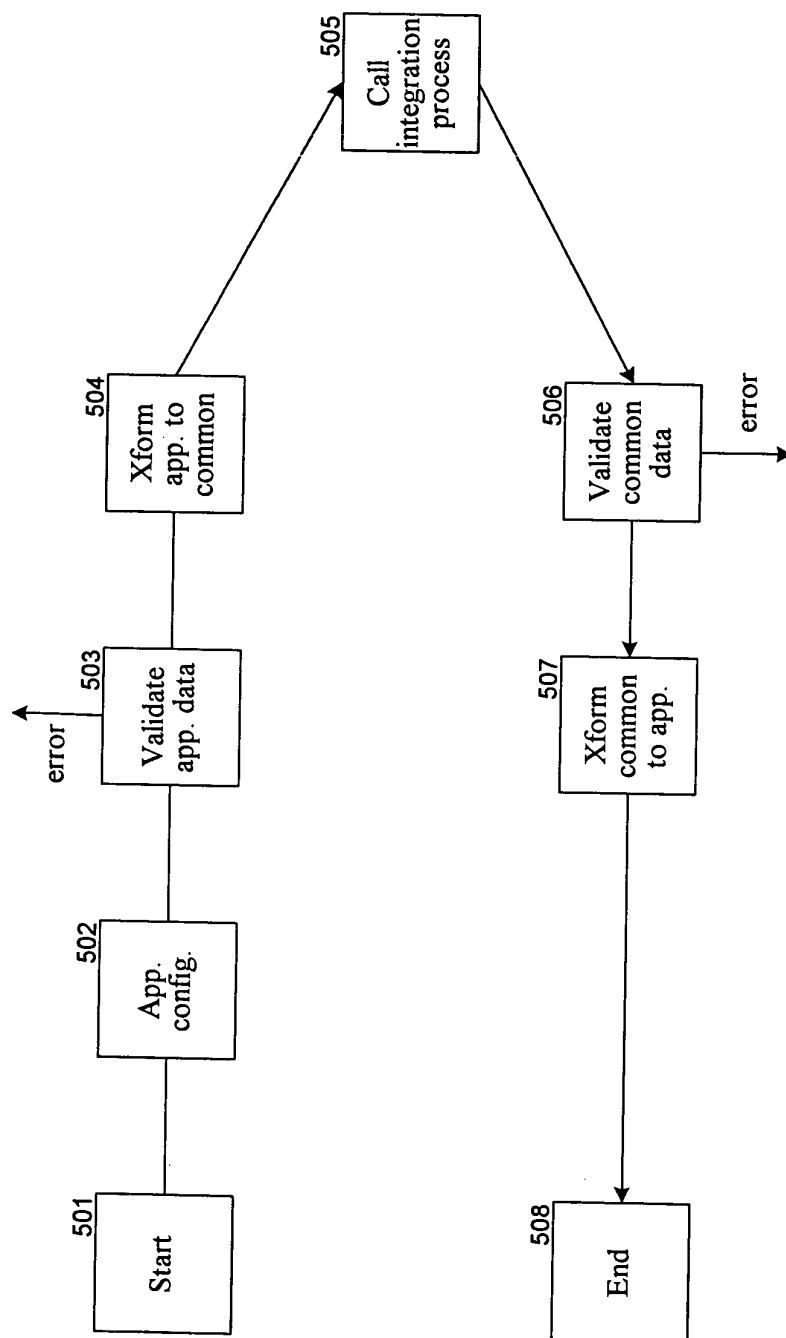 501
Start
502
App.
config.
503
Validate
app. data
error
504
Xform
app. to
common
505
Call
integration
process
506
Validate
common
data
error
507
Xform
common
to app.
508
End